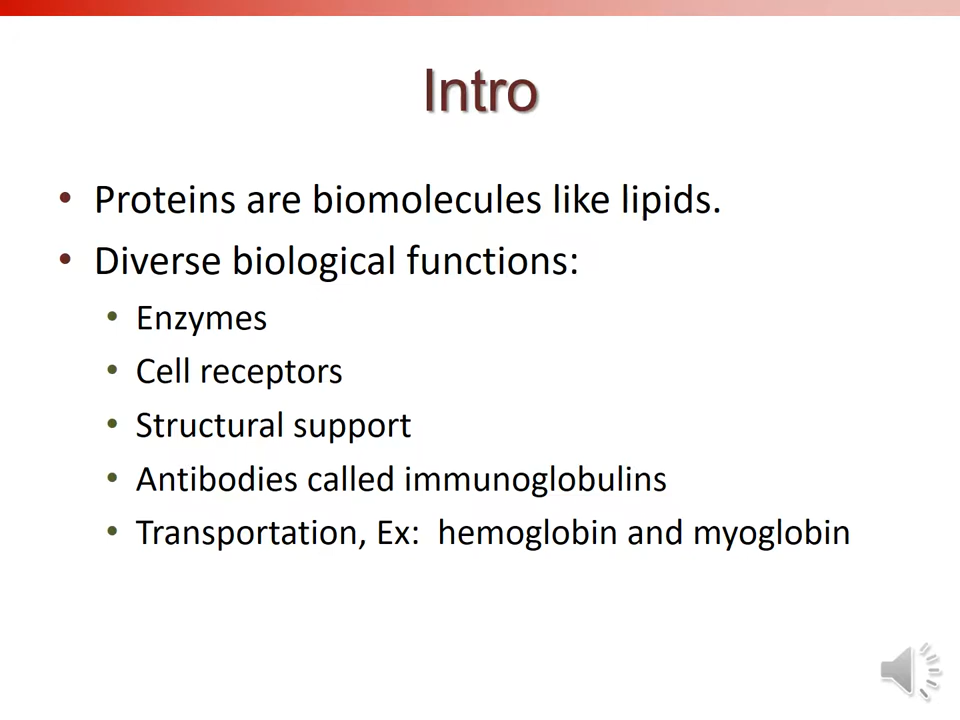 Intro
• Proteins are biomolecules like lipids.
• Diverse biological functions:
• Enzymes
• Cell receptors
• Structural support
• Antibodies called immunoglobulins
• Transportation, Ex:  hemoglobin and myoglobin